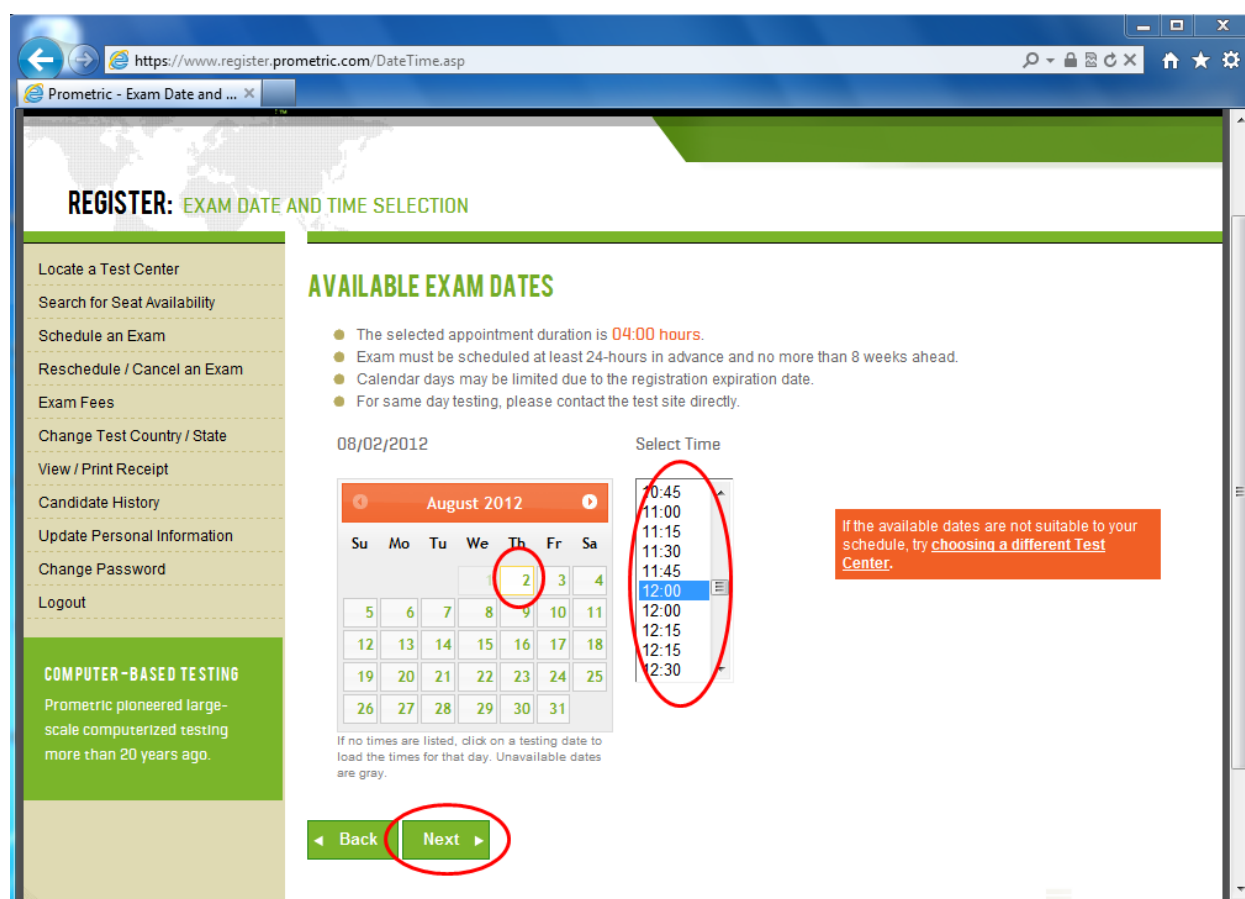 https://www.register.prometric.com/DateTime.asp
Prometric - Exam Date and ...
REGISTER: EXAM DATE AND TIME SELECTION
Locate a Test Center
Search for Seat Availability
Schedule an Exam
Reschedule / Cancel an Exam
Exam Fees
Change Test Country / State
View / Print Receipt
Candidate History
Update Personal Information
Change Password
Logout
COMPUTER-BASED TESTING
Prometric pioneered large-
scale computerized testing
more than 20 years ago.
AVAILABLE EXAM DATES
The selected appointment duration is 04:00 hours.
Exam must be scheduled at least 24-hours in advance and no more than 8 weeks ahead.
Calendar days may be limited due to the registration expiration date.
For same day testing, please contact the test site directly.
08/02/2012
August 2012
Su Mo Tu We Th Fr Sa
1 2 3 4
5 6 7 8 9 10 11
12 13 14 15 16 17 18
19 20 21 22 23 24 25
26 27 28 29 30 31
If no times are listed, click on a testing date to
load the times for that day. Unavailable dates
are gray.
Select Time
10:45
11:00
11:15
11:30
11:45
12:00
12:00
12:15
12:15
12:30
If the available dates are not suitable to your
schedule, try choosing a different Test
Center.
Back
Next